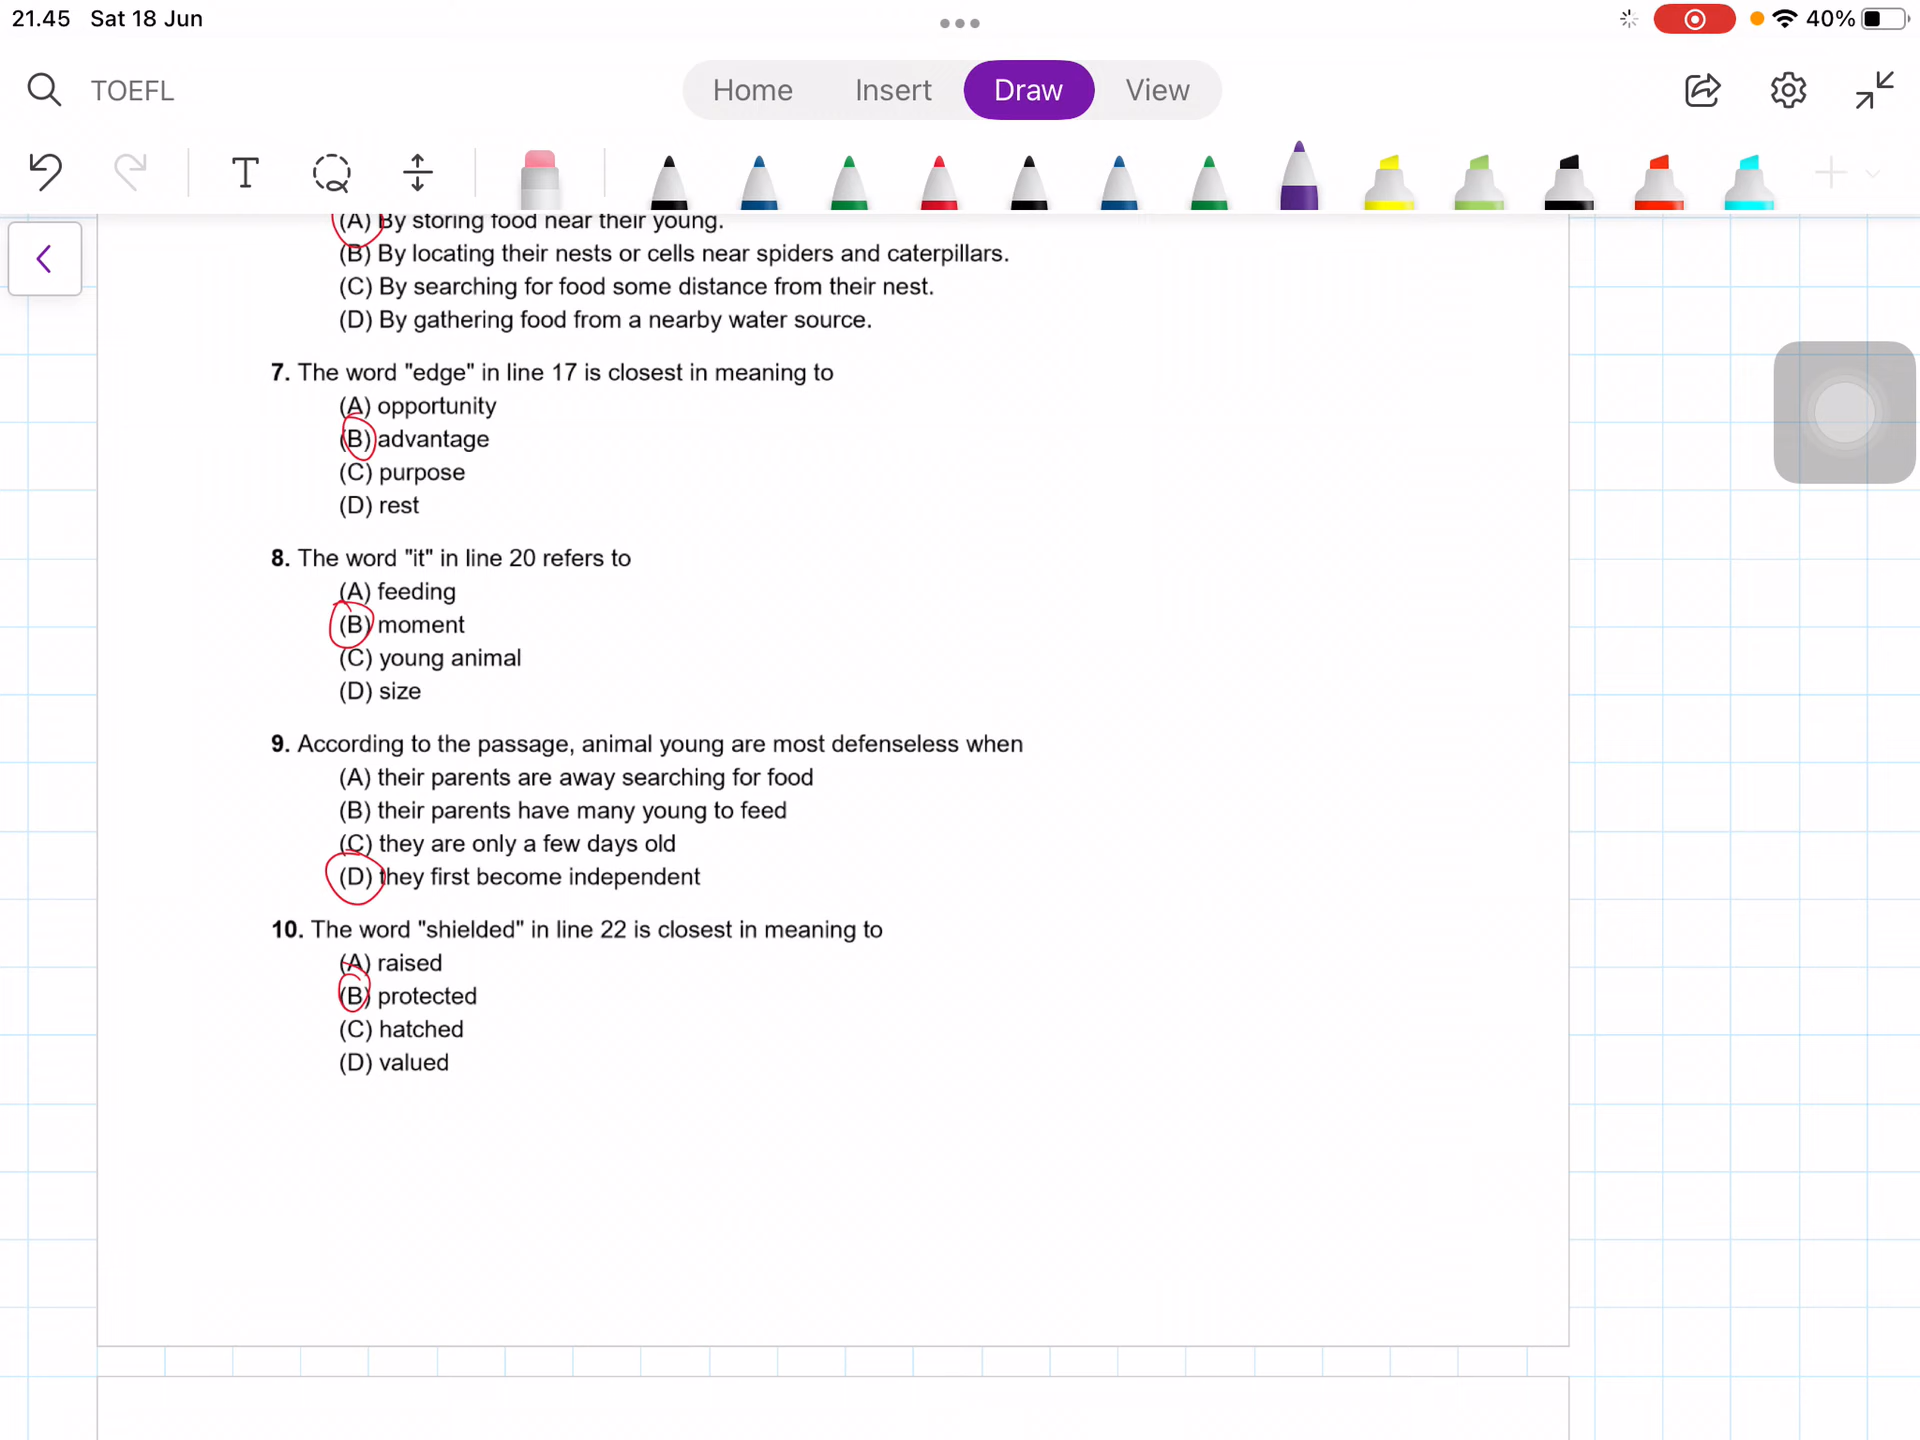 21.45 Sat 18 Jun
40%
TOEFL
Home Insert Draw View
T
(A) By storing food near their young.
(B) By locating their nests or cells near spiders and caterpillars.
(C) By searching for food some distance from their nest.
(D) By gathering food from a nearby water source.
7. The word "edge" in line 17 is closest in meaning to
(A) opportunity
(B) advantage
(C) purpose
(D) rest
8. The word "it" in line 20 refers to
(A) feeding
(B) moment
(C) young animal
(D) size
9. According to the passage, animal young are most defenseless when
(A) their parents are away searching for food
(B) their parents have many young to feed
(C) they are only a few days old
(D) they first become independent
10. The word "shielded" in line 22 is closest in meaning to
(A) raised
(B) protected
(C) hatched
(D) valued